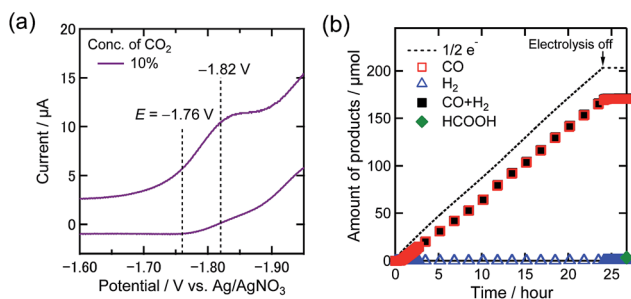 (a)
Conc. of CO2
10%
−1.82 V
E = −1.76 V
Current / μA
20
15
10
5
0
−1.60
−1.70
−1.80
−1.90
Potential / V vs. Ag/AgNO3
(b)
1/2 e-
CO
H2
CO+H2
HCOOH
Electrolysis off
Amount of products / μmol
200
150
100
50
0
0
5
10
15
20
25
Time / hour